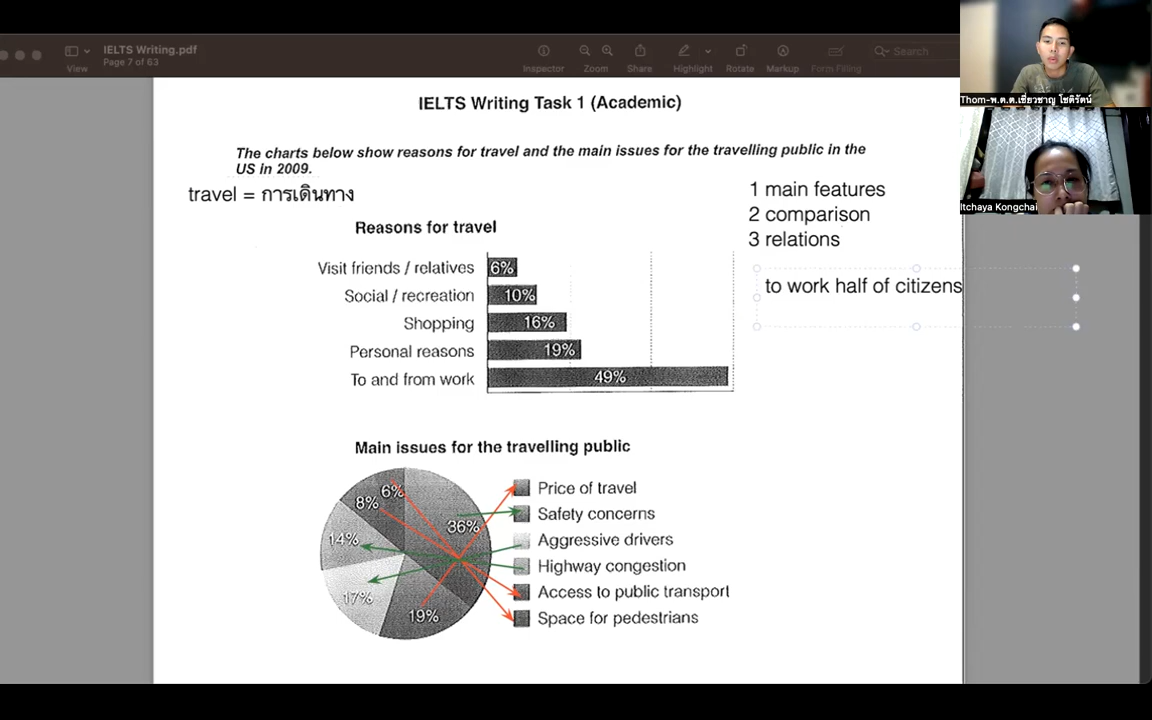 IELTS Writing.pdf
Page 7 of 63
View
Inspector
Zoom
Share
Highlight
Rotate
Markup
Form Filling
Search
Thom-พ.ต.ต.เชี่ยวชาญ โชติรัตน์
Itchaya Kongchai
IELTS Writing Task 1 (Academic)
The charts below show reasons for travel and the main issues for the travelling public in the
US in 2009.
travel = การเดินทาง
1 main features
2 comparison
3 relations
to work half of citizens
Reasons for travel
Visit friends / relatives 6%
Social / recreation 10%
Shopping 16%
Personal reasons 19%
To and from work 49%
Main issues for the travelling public
6%
8%
36%
14%
17%
19%
Price of travel
Safety concerns
Aggressive drivers
Highway congestion
Access to public transport
Space for pedestrians